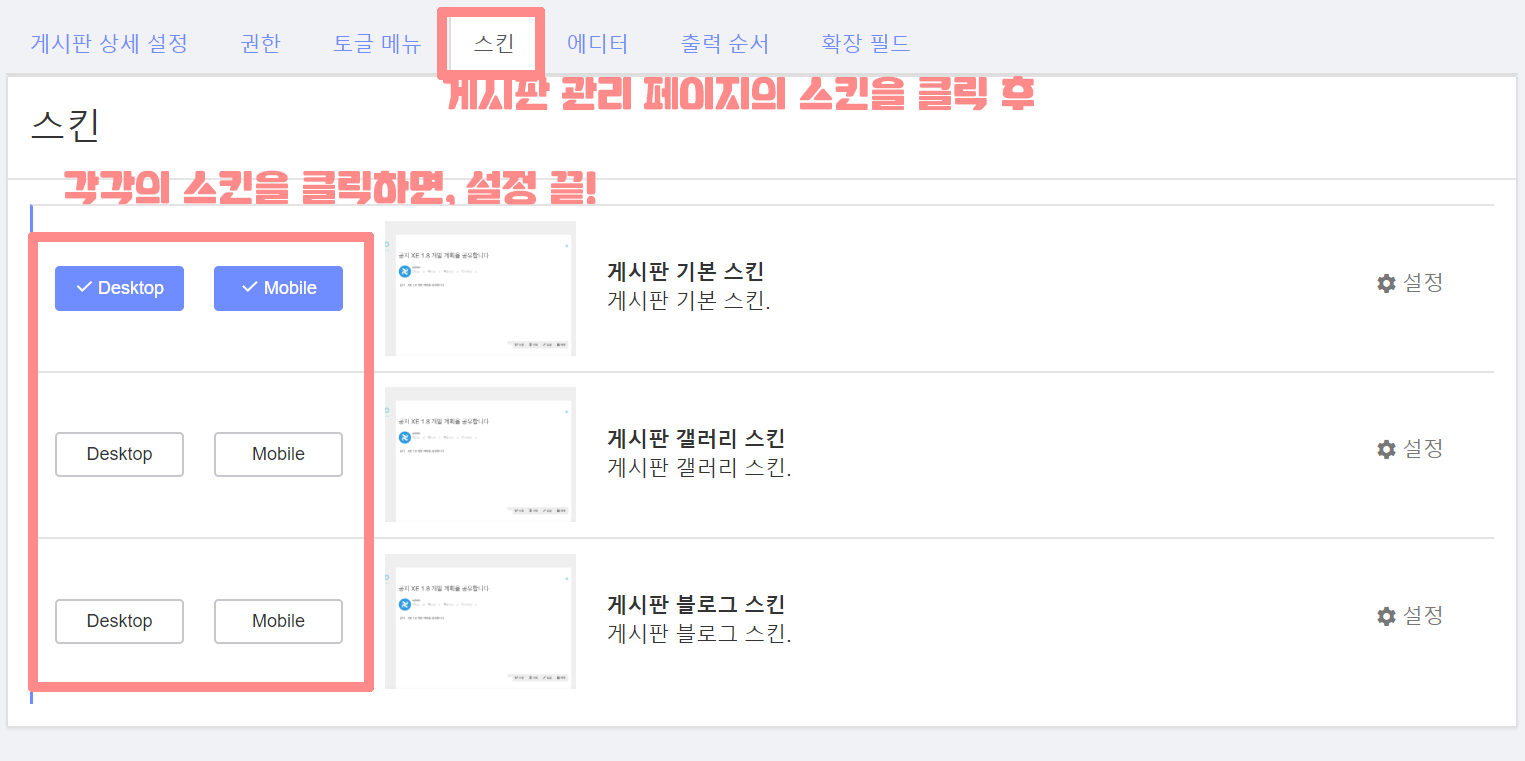 게시판 상세 설정 권한 토글 메뉴 스킨 에디터 출력 순서 확장 필드
게시판 관리 페이지의 스킨을 클릭 후
스킨
각각의 스킨을 클릭하면, 설정 끝!
공지 XE 1.8 개발 계획을 공유합니다
Desktop Mobile 게시판 기본 스킨 설정
게시판 기본 스킨.
공지 XE 1.8 개발 계획을 공유합니다
Desktop Mobile 게시판 갤러리 스킨 설정
게시판 갤러리 스킨.
공지 XE 1.8 개발 계획을 공유합니다
Desktop Mobile 게시판 블로그 스킨 설정
게시판 블로그 스킨.